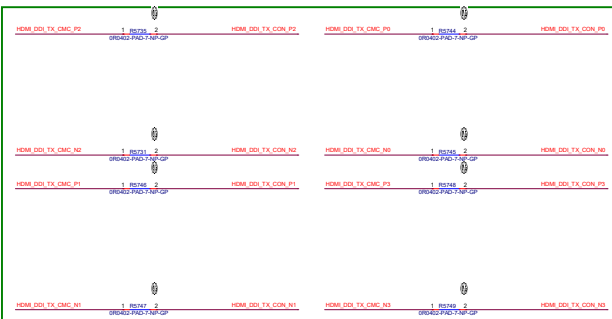 HDMI_DDI_TX_CMC_P2 1 R5735 2 HDMI_DDI_TX_CON_P2
0R0402-PAD-7-NP-GP
HDMI_DDI_TX_CMC_P0 1 R5744 2 HDMI_DDI_TX_CON_P0
0R0402-PAD-7-NP-GP
HDMI_DDI_TX_CMC_N2 1 R5731 2 HDMI_DDI_TX_CON_N2
0R0402-PAD-7-NP-GP
HDMI_DDI_TX_CMC_N0 1 R5745 2 HDMI_DDI_TX_CON_N0
0R0402-PAD-7-NP-GP
HDMI_DDI_TX_CMC_P1 1 R5746 2 HDMI_DDI_TX_CON_P1
0R0402-PAD-7-NP-GP
HDMI_DDI_TX_CMC_P3 1 R5748 2 HDMI_DDI_TX_CON_P3
0R0402-PAD-7-NP-GP
HDMI_DDI_TX_CMC_N1 1 R5747 2 HDMI_DDI_TX_CON_N1
0R0402-PAD-7-NP-GP
HDMI_DDI_TX_CMC_N3 1 R5749 2 HDMI_DDI_TX_CON_N3
0R0402-PAD-7-NP-GP